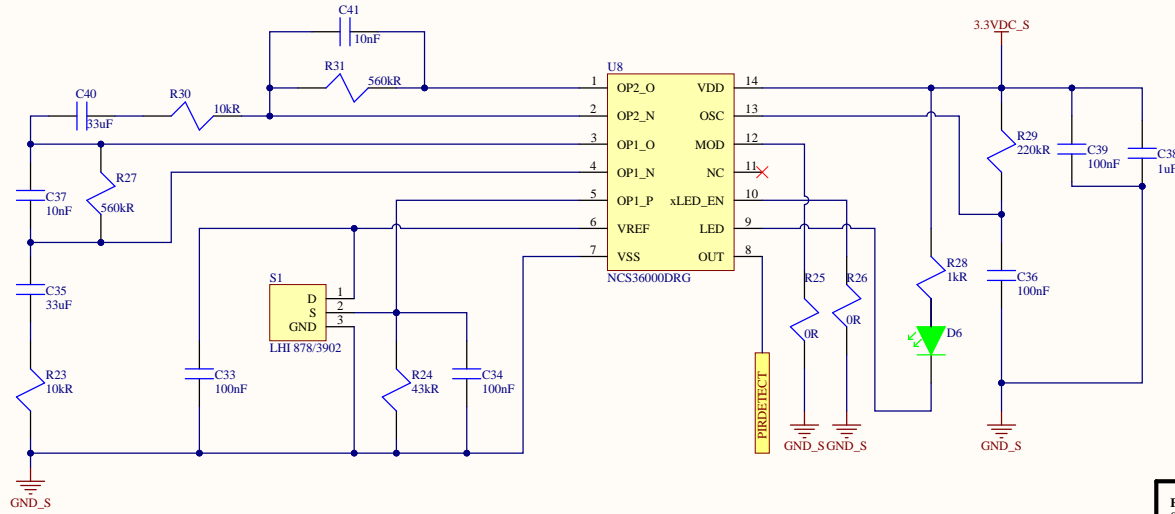 C41
10nF
R31
560kR
C40
33uF
R30
10kR
C37
10nF
R27
560kR
C35
33uF
R23
10kR
GND_S
C33
100nF
S1
D 1
S 2
GND 3
LHI 878/3902
R24
43kR
C34
100nF
U8
1 OP2_O VDD 14
2 OP2_N OSC 13
3 OP1_O MOD 12
4 OP1_N NC 11
5 OP1_P xLED_EN 10
6 VREF LED 9
7 VSS OUT 8
NCS36000DRG
PIRDETECT
R25
0R
GND_S
R26
0R
GND_S
3.3VDC_S
R29
220kR
C39
100nF
C38
1uF
R28
1kR
C36
100nF
D6
GND_S